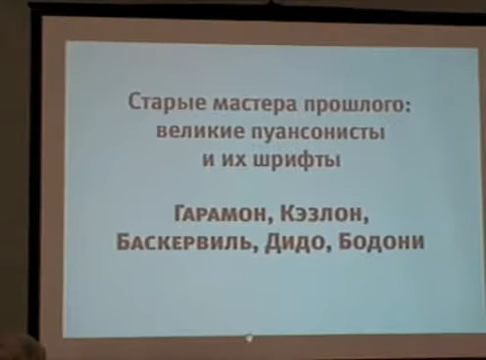 Старые мастера прошлого:
великие пуансонисты
и их шрифты
Гарамон, Кэзлон,
Баскервиль, Дидо, Бодони